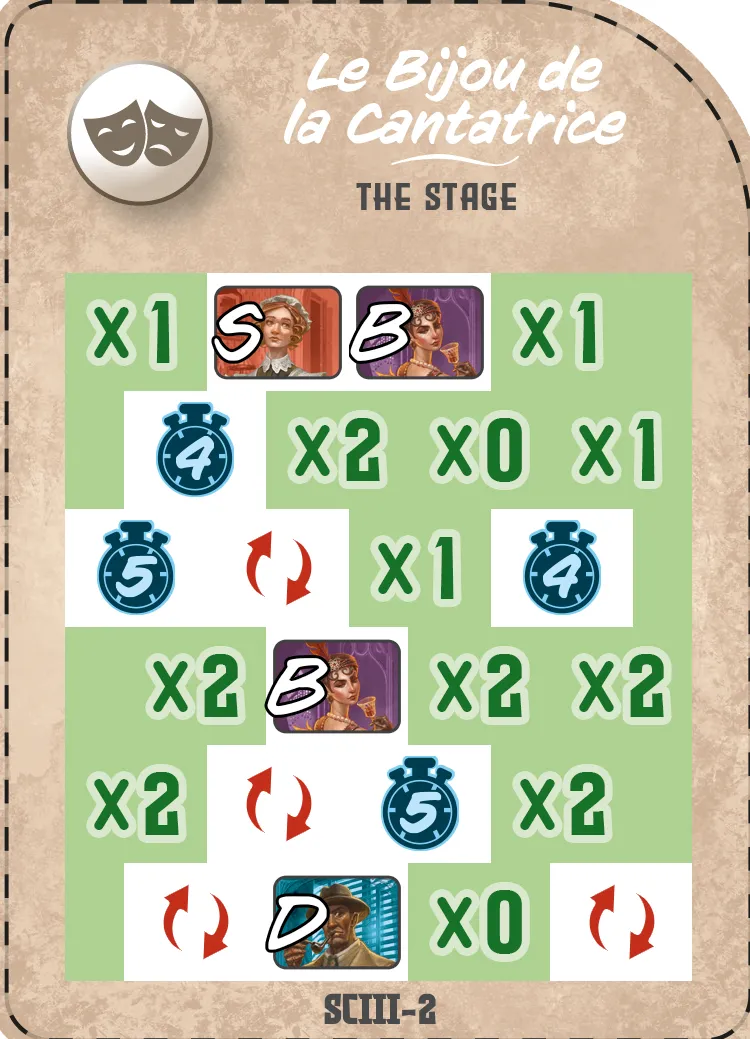 Le Bijou de
la Cantatrice
THE STAGE
X1 S B X1
4 X2 X0 X1
5 X1 4
X2 B X2 X2
X2 5 X2
D X0
SCIII-2